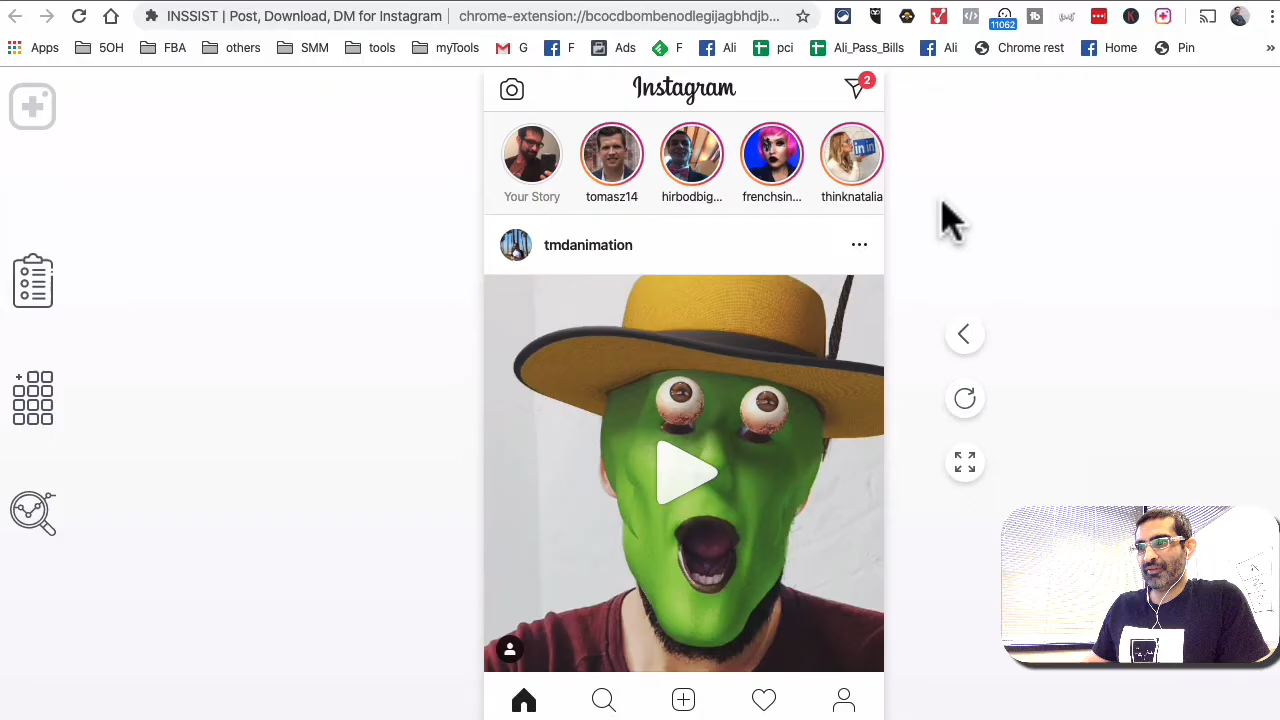 INSSIST | Post, Download, DM for Instagram
chrome-extension://bcocdbombenodlegijagbhdjb...
11062
Apps 5OH FBA others SMM tools myTools G F Ads F Ali pci Ali_Pass_Bills Ali Chrome rest Home Pin »
Instagram
2
Your Story tomasz14 hirbodbig... frenchsin... thinknatalia
tmdanimation